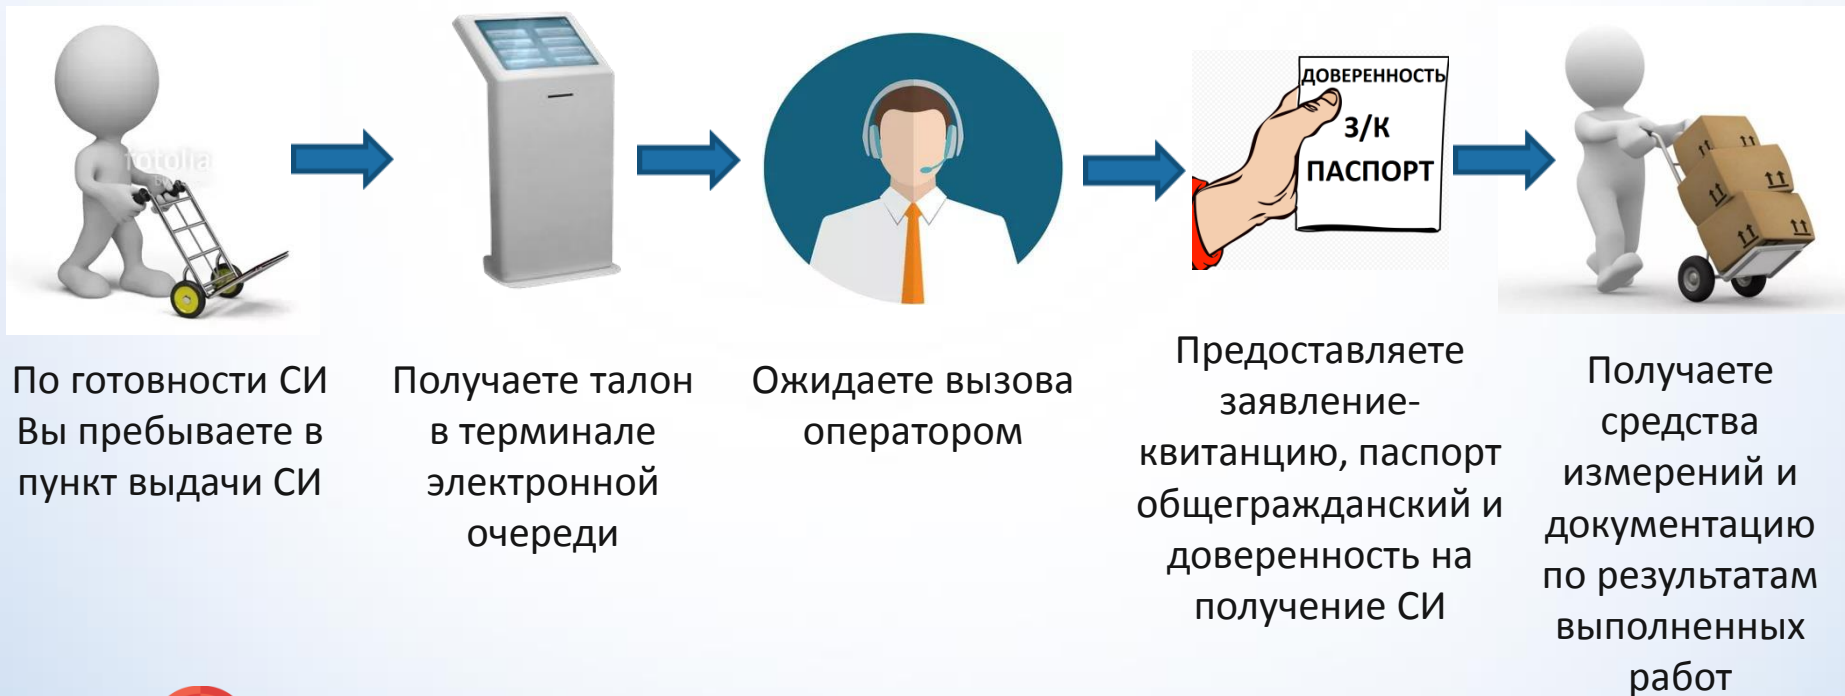 fotolia
ДОВЕРЕННОСТЬ
З/К
ПАСПОРТ
По готовности СИ
Вы пребываете в
пункт выдачи СИ
Получаете талон
в терминале
электронной
очереди
Ожидаете вызова
оператором
Предоставляете
заявление-
квитанцию, паспорт
общегражданский и
доверенность на
получение СИ
Получаете
средства
измерений и
документацию
по результатам
выполненных
работ